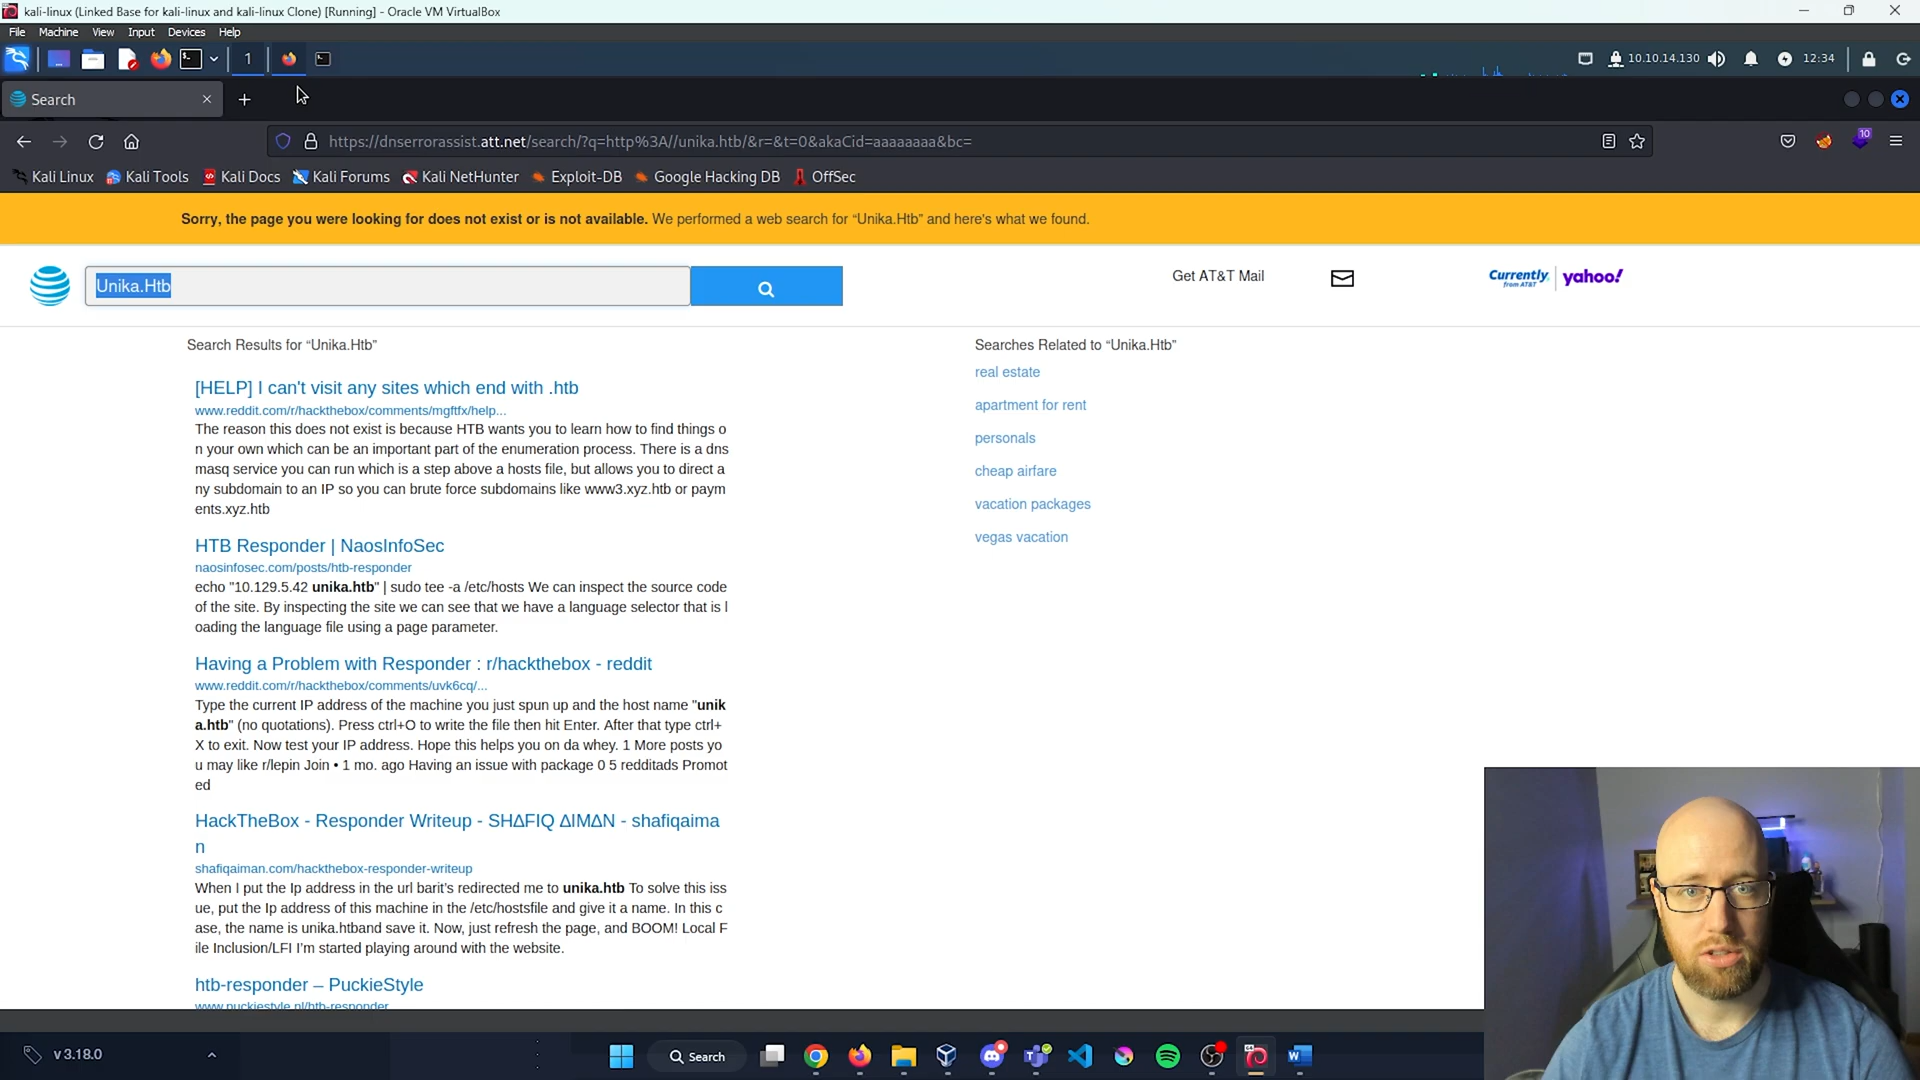 kali-linux (Linked Base for kali-linux and kali-linux Clone) [Running] - Oracle VM VirtualBox
File Machine View Input Devices Help
1
10.10.14.130
12:34
Search
https://dnserrorassist.att.net/search/?q=http%3A//unika.htb/&r=&t=0&akaCid=aaaaaaaa&bc=
10
Kali Linux Kali Tools Kali Docs Kali Forums Kali NetHunter Exploit-DB Google Hacking DB OffSec
Sorry, the page you were looking for does not exist or is not available. We performed a web search for “Unika.Htb” and here's what we found.
Unika.Htb
Get AT&T Mail
Currently from AT&T yahoo!
Search Results for “Unika.Htb”
[HELP] I can't visit any sites which end with .htb
www.reddit.com/r/hackthebox/comments/mgftfx/help...
The reason this does not exist is because HTB wants you to learn how to find things o
n your own which can be an important part of the enumeration process. There is a dns
masq service you can run which is a step above a hosts file, but allows you to direct a
ny subdomain to an IP so you can brute force subdomains like www3.xyz.htb or paym
ents.xyz.htb
HTB Responder | NaosInfoSec
naosinfosec.com/posts/htb-responder
echo "10.129.5.42 unika.htb" | sudo tee -a /etc/hosts We can inspect the source code
of the site. By inspecting the site we can see that we have a language selector that is l
oading the language file using a page parameter.
Having a Problem with Responder : r/hackthebox - reddit
www.reddit.com/r/hackthebox/comments/uvk6cq/...
Type the current IP address of the machine you just spun up and the host name "unik
a.htb" (no quotations). Press ctrl+O to write the file then hit Enter. After that type ctrl+
X to exit. Now test your IP address. Hope this helps you on da whey. 1 More posts yo
u may like r/lepin Join • 1 mo. ago Having an issue with package 0 5 redditads Promot
ed
HackTheBox - Responder Writeup - SHΔFIQ ΔIMΔN - shafiqaima
n
shafiqaiman.com/hackthebox-responder-writeup
When I put the Ip address in the url barit’s redirected me to unika.htb To solve this iss
ue, put the Ip address of this machine in the /etc/hostsfile and give it a name. In this c
ase, the name is unika.htband save it. Now, just refresh the page, and BOOM! Local F
ile Inclusion/LFI I’m started playing around with the website.
htb-responder – PuckieStyle
www.puckiestyle.nl/htb-responder
Searches Related to “Unika.Htb”
real estate
apartment for rent
personals
cheap airfare
vacation packages
vegas vacation
v 3.18.0
Search